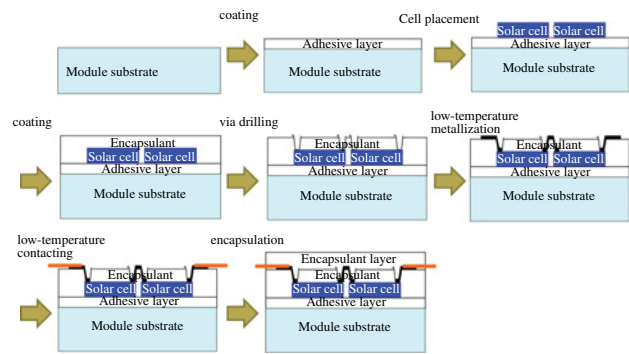 coating
Cell placement
Module substrate
Adhesive layer
Module substrate
Solar cell Solar cell
Adhesive layer
Module substrate
coating
via drilling
low-temperature
metallization
Encapsulant
Solar cell Solar cell
Adhesive layer
Module substrate
Encapsulant
Solar cell Solar cell
Adhesive layer
Module substrate
Encapsulant
Solar cell Solar cell
Adhesive layer
Module substrate
low-temperature
contacting
encapsulation
Encapsulant
Solar cell Solar cell
Adhesive layer
Module substrate
Encapsulant layer
Encapsulant
Solar cell Solar cell
Adhesive layer
Module substrate